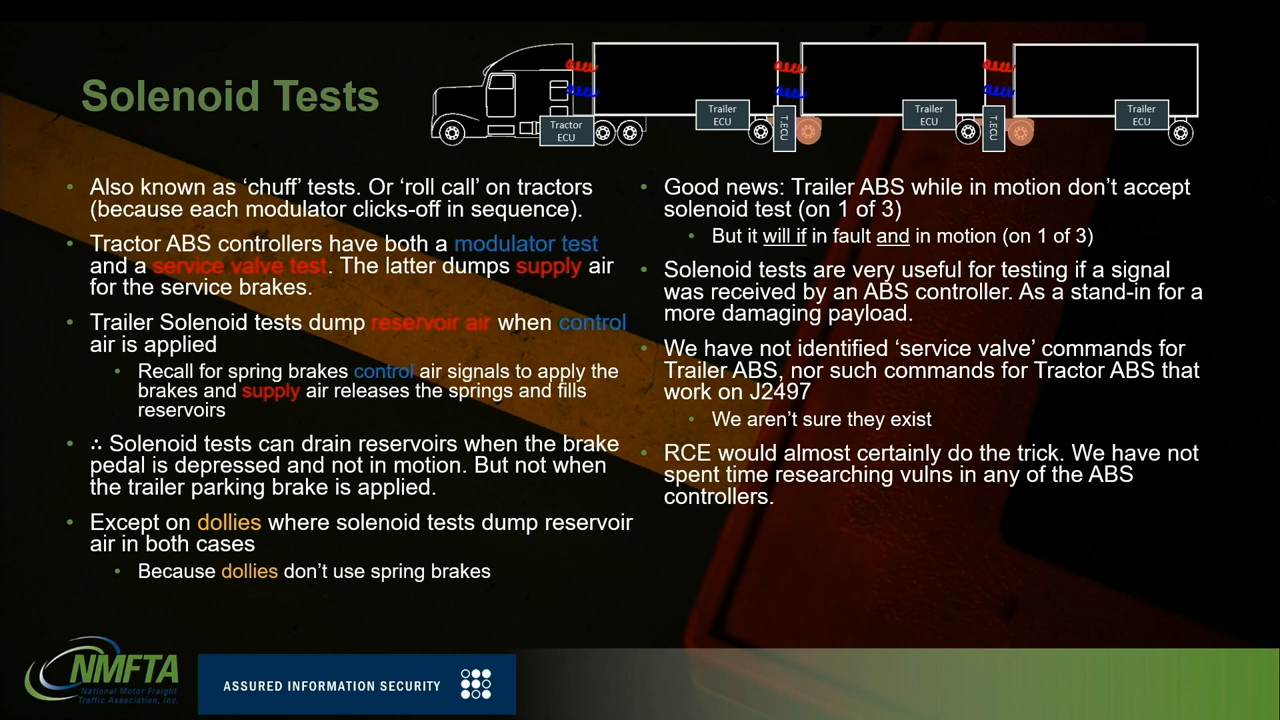 Solenoid Tests
Tractor
ECU
Trailer
ECU
T.ECU
Trailer
ECU
T.ECU
Trailer
ECU
• Also known as ‘chuff’ tests. Or ‘roll call’ on tractors
(because each modulator clicks-off in sequence).
• Tractor ABS controllers have both a modulator test
and a service valve test. The latter dumps supply air
for the service brakes.
• Trailer Solenoid tests dump reservoir air when control
air is applied
• Recall for spring brakes control air signals to apply the
brakes and supply air releases the springs and fills
reservoirs
• ∴ Solenoid tests can drain reservoirs when the brake
pedal is depressed and not in motion. But not when
the trailer parking brake is applied.
• Except on dollies where solenoid tests dump reservoir
air in both cases
• Because dollies don’t use spring brakes
• Good news: Trailer ABS while in motion don’t accept
solenoid test (on 1 of 3)
• But it will if in fault and in motion (on 1 of 3)
• Solenoid tests are very useful for testing if a signal
was received by an ABS controller. As a stand-in for a
more damaging payload.
• We have not identified ‘service valve’ commands for
Trailer ABS, nor such commands for Tractor ABS that
work on J2497
• We aren’t sure they exist
• RCE would almost certainly do the trick. We have not
spent time researching vulns in any of the ABS
controllers.
NMFTA
National Motor Freight
Traffic Association, Inc.
ASSURED INFORMATION SECURITY